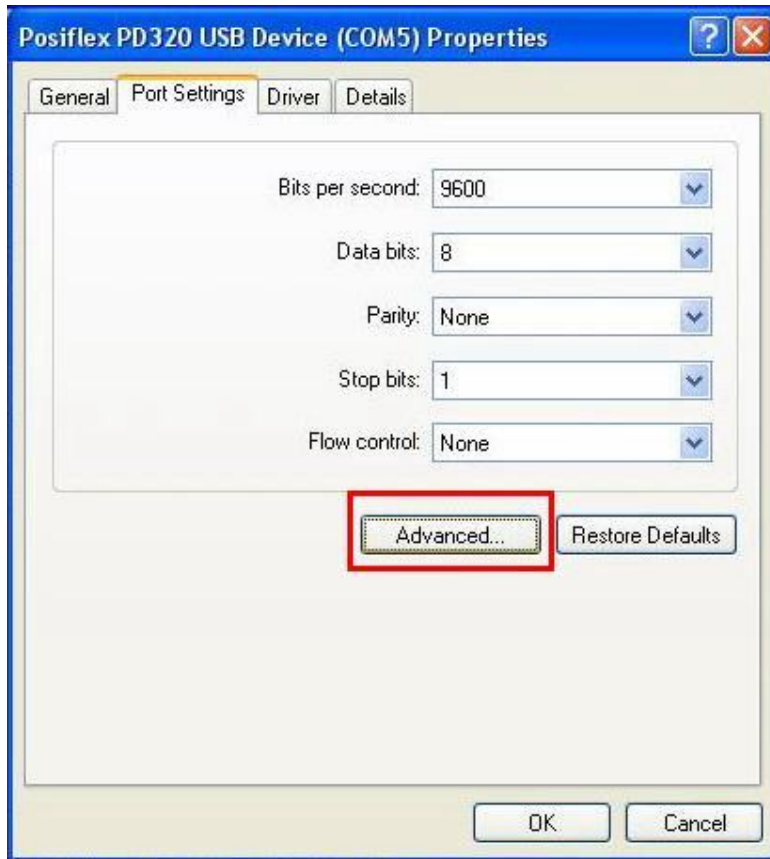 Posiflex PD320 USB Device (COM5) Properties
General Port Settings Driver Details
Bits per second: 9600
Data bits: 8
Parity: None
Stop bits: 1
Flow control: None
Advanced... Restore Defaults
OK Cancel